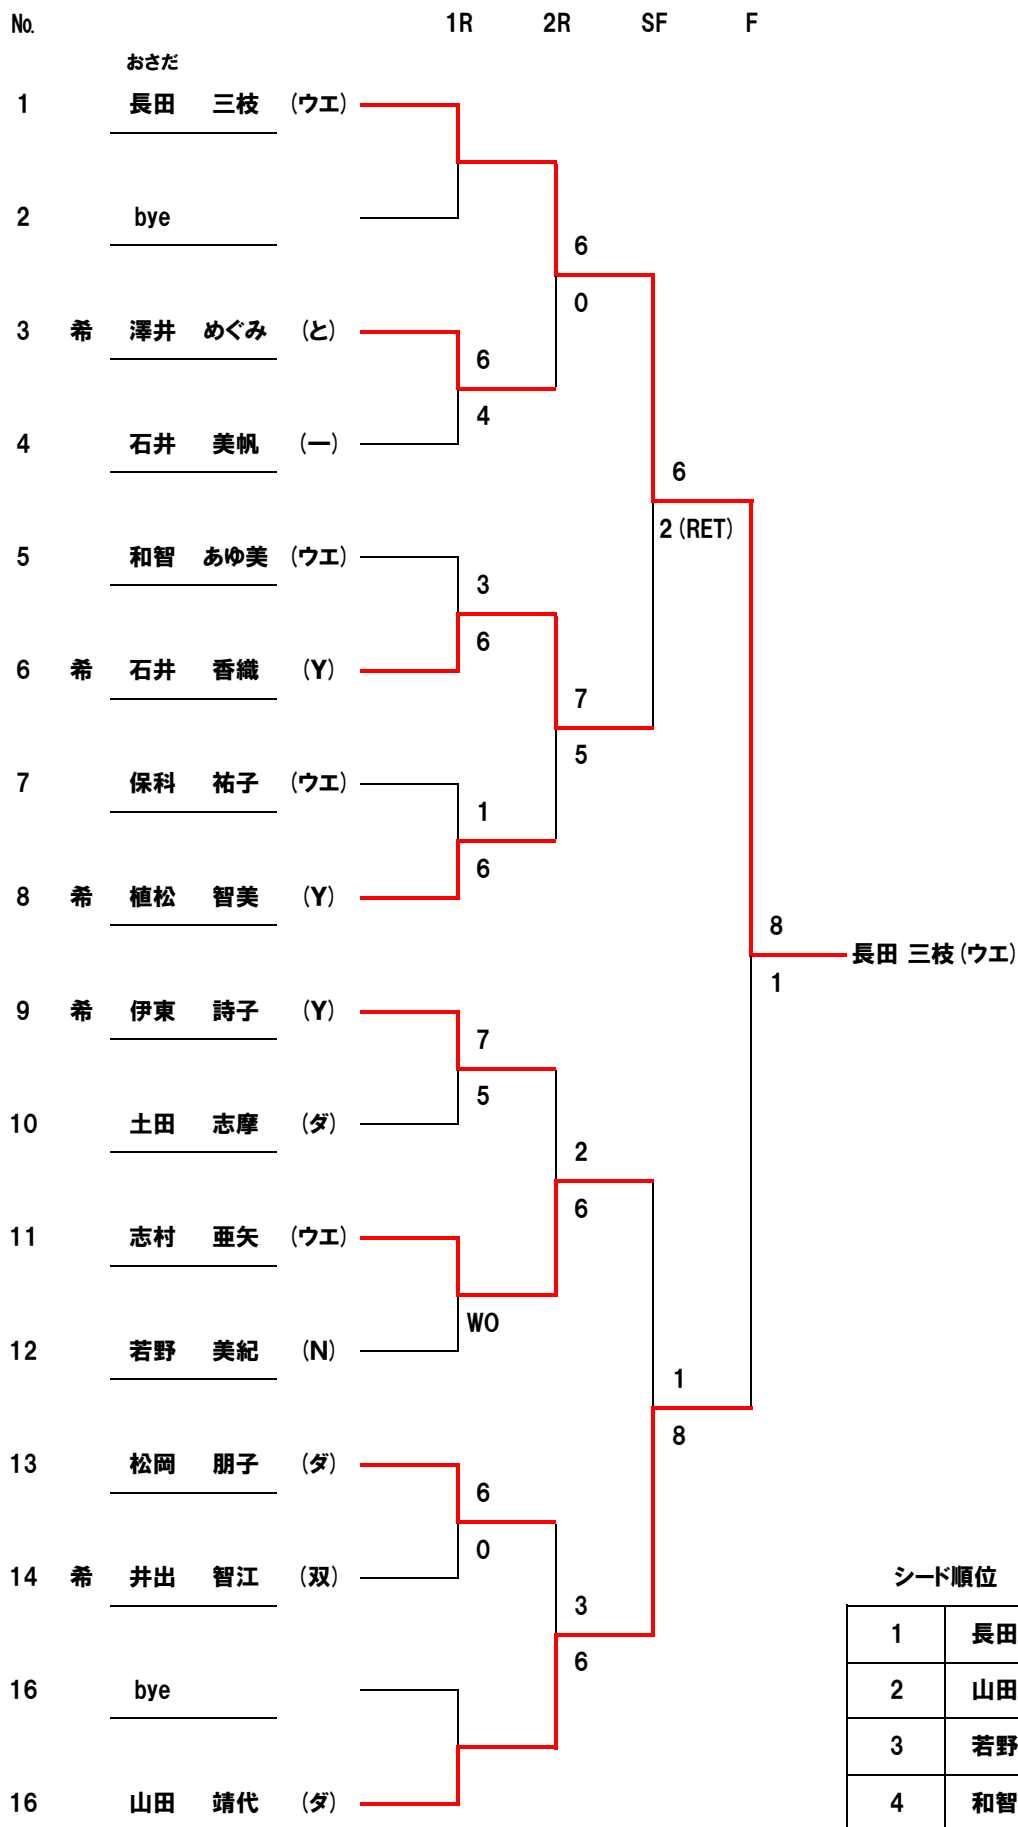 No. 1R 2R SF F
おさだ
1 長田 三枝 (ウエ)
2 bye
6
0
3 希 澤井 めぐみ (と)
6
4
4 石井 美帆 (一)
6
2 (RET)
5 和智 あゆ美 (ウエ)
3
6
6 希 石井 香織 (Y)
7
5
7 保科 祐子 (ウエ)
1
6
8 希 植松 智美 (Y)
8
長田 三枝 (ウエ)
1
9 希 伊東 詩子 (Y)
7
5
10 土田 志摩 (ダ)
2
6
11 志村 亜矢 (ウエ)
WO
12 若野 美紀 (N)
1
8
13 松岡 朋子 (ダ)
6
0
14 希 井出 智江 (双)
3
6
16 bye
16 山田 靖代 (ダ)
シード順位
1 長田
2 山田
3 若野
4 和智